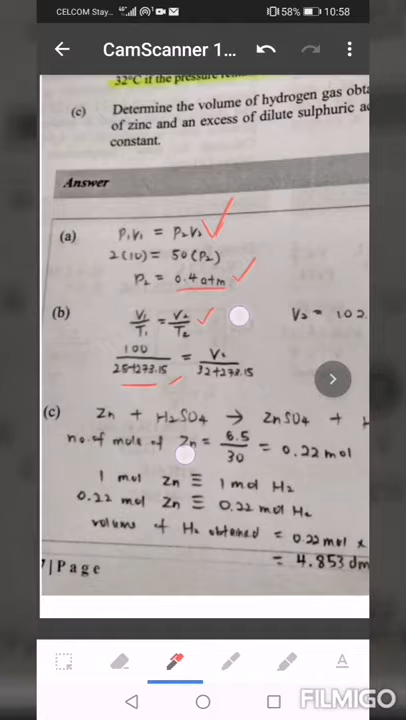 CELCOM Stay...
58% 10:58
CamScanner 1...
32°C if the pressure
(c) Determine the volume of hydrogen gas obta
of zinc and an excess of dilute sulphuric a
constant.
Answer
(a) P₁V₁ = P₂V₂
2(10) = 50(P₂)
P₂ = 0.4 atm
(b) V₁/T₁ = V₂/T₂ V₂ = 102
100/25+273.15 = V₂/32+273.15
(c) Zn + H₂SO₄ → ZnSO₄ + H
no. of mole of Zn = 6.5/30 = 0.22 mol
1 mol Zn ≡ 1 mol H₂
0.22 mol Zn ≡ 0.22 mol H₂
volume of H₂ obtained = 0.22 mol x
= 4.853 dm
7 | Page
A
FILMIGO